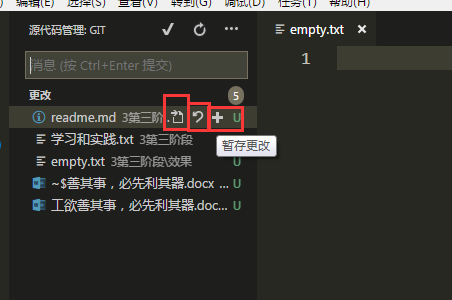 编辑(E) 选择(S) 查看(V) 转到(G) 调试(D) 任务(T) 帮助(H)
源代码管理: GIT
消息 (按 Ctrl+Enter 提交)
更改 5
readme.md 3第三阶... U
学习和实践.txt 3第三阶段 U
empty.txt 3第三阶段\效果 U
~$善其事，必先利其器.docx ... U
工欲善其事，必先利其器.doc... U
暂存更改
empty.txt
1